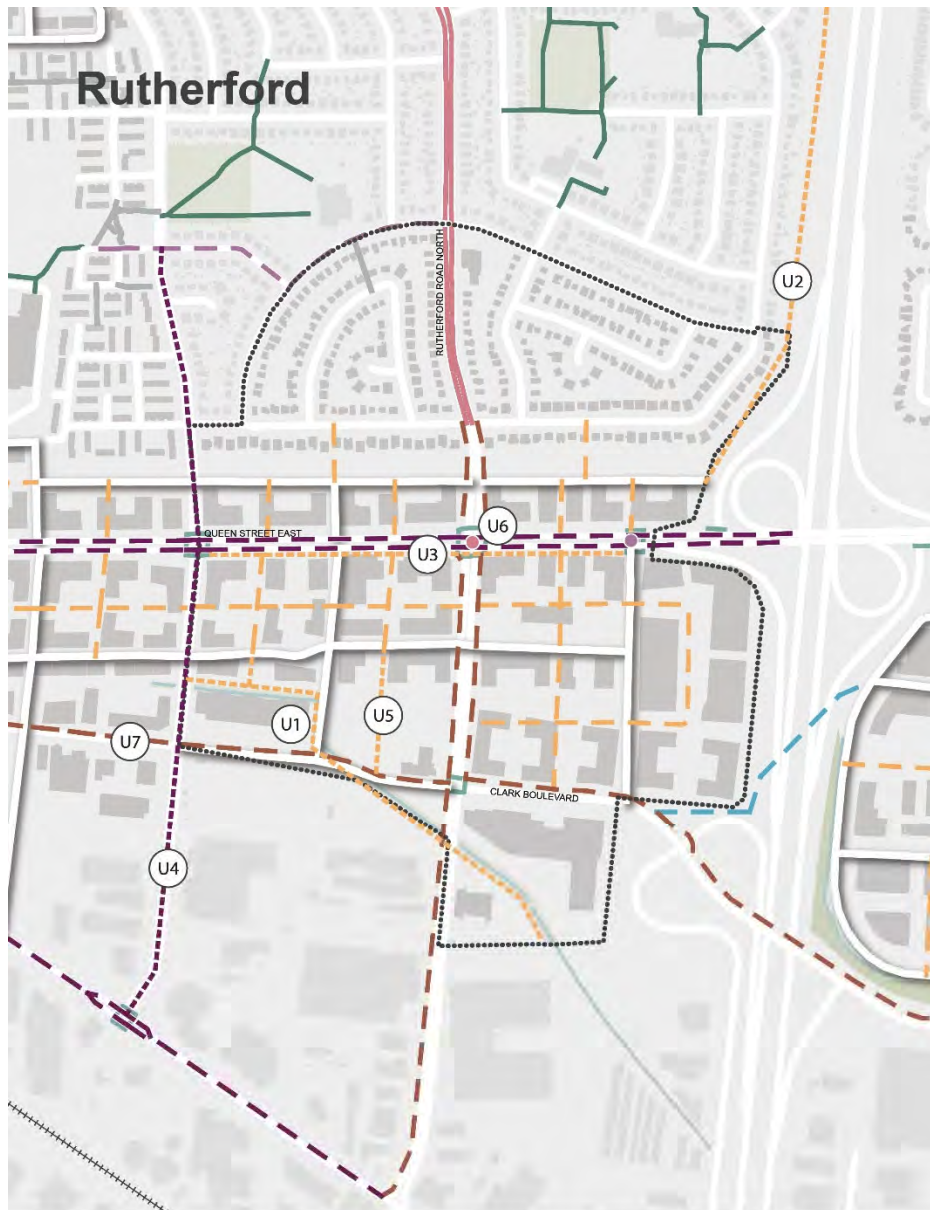 Rutherford
RUTHERFORD ROAD NORTH
U2
U6
QUEEN STREET EAST
U3
U1
U5
U7
CLARK BOULEVARD
U4